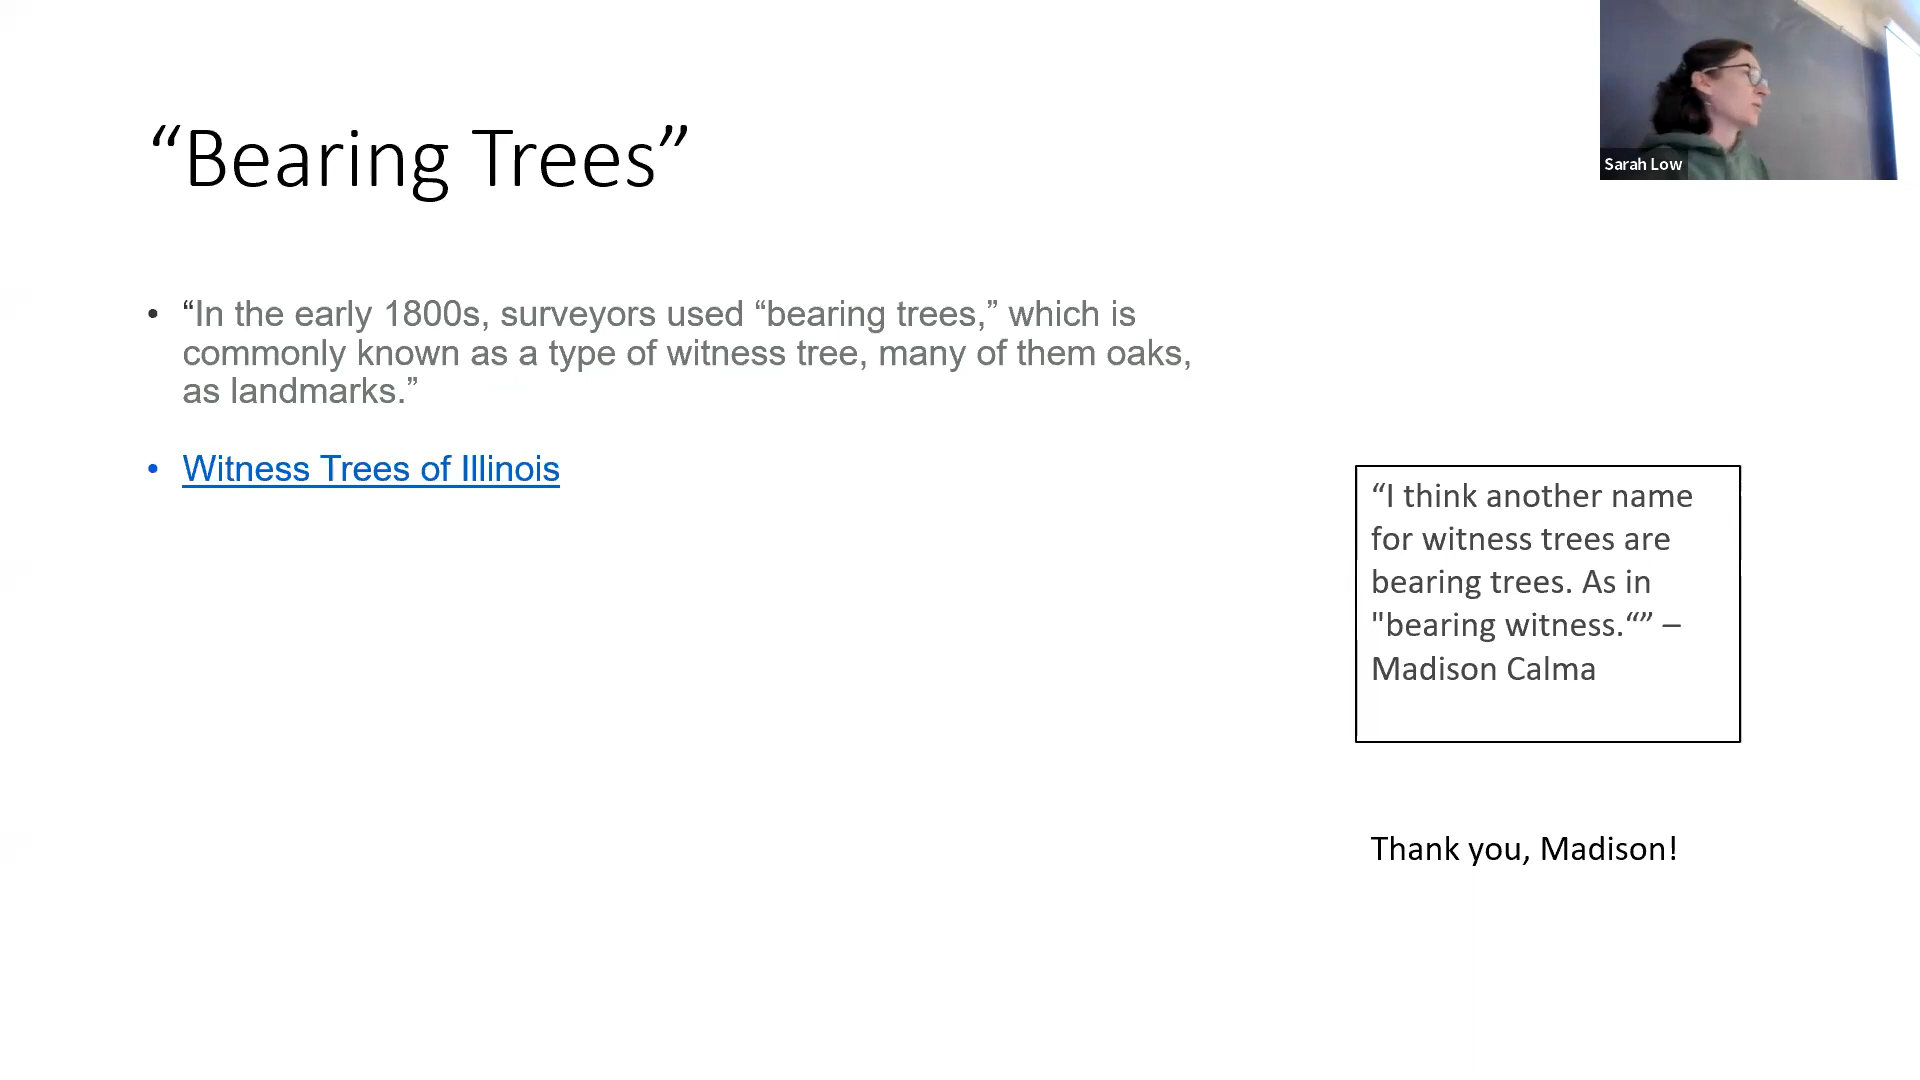 “Bearing Trees”
Sarah Low
• “In the early 1800s, surveyors used “bearing trees,” which is
commonly known as a type of witness tree, many of them oaks,
as landmarks.”
• Witness Trees of Illinois
“I think another name
for witness trees are
bearing trees. As in
"bearing witness.“” –
Madison Calma
Thank you, Madison!